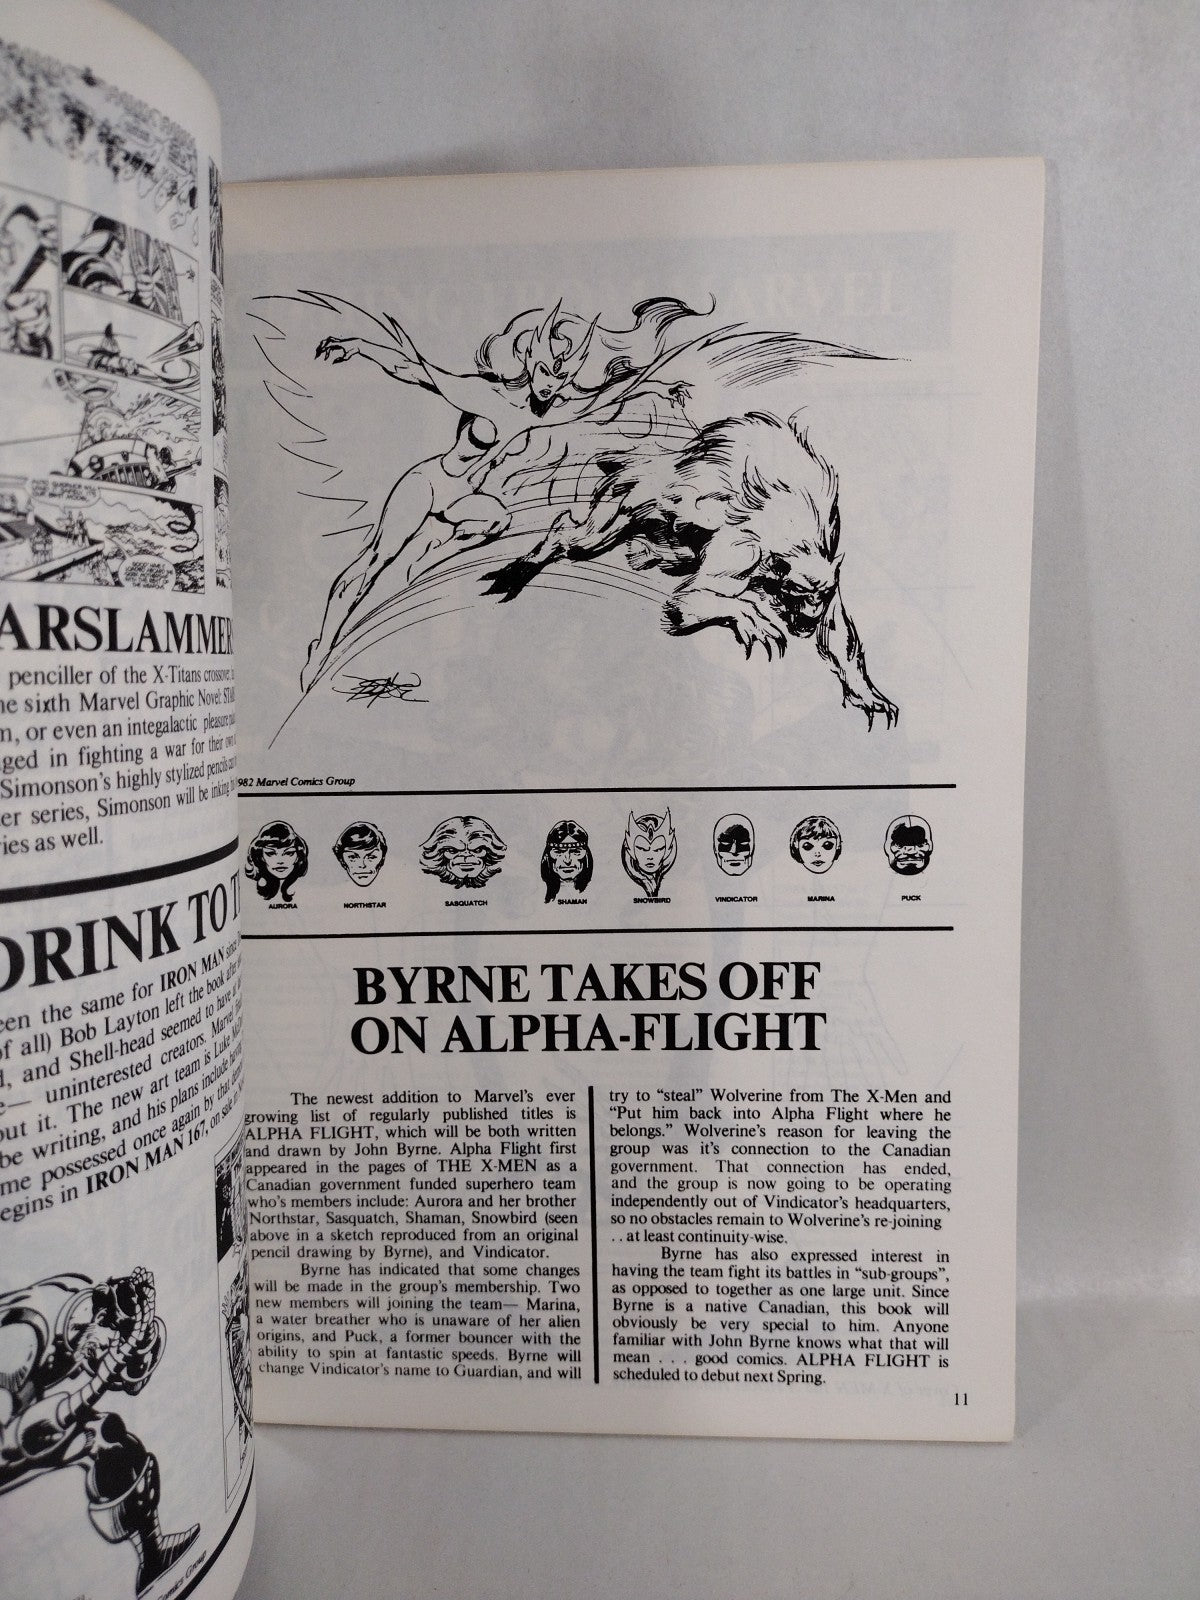 ARSLAMMER
penciller of the X-Titans crossover,
he sixth Marvel Graphic Novel:
m, or even an integalactic pleasure
ged in fighting a war for their own
Simonson's highly stylized pencils
er series, Simonson will be inking
ries as well.
DRINK TO
een the same for IRON MAN since
of all) Bob Layton left the book after
d, and Shell-head seemed to have
e— uninterested creators. Marvel
out it. The new art team is Luke
be writing, and his plans include having
me possessed once again by that
egins in IRON MAN 167, on sale
Comics Group
982 Marvel Comics Group
AURORA
NORTHSTAR
SASQUATCH
SHAMAN
SNOWBIRD
VINDICATOR
MARINA
PUCK
BYRNE TAKES OFF
ON ALPHA-FLIGHT
The newest addition to Marvel's ever
growing list of regularly published titles is
ALPHA FLIGHT, which will be both written
and drawn by John Byrne. Alpha Flight first
appeared in the pages of THE X-MEN as a
Canadian government funded superhero team
who's members include: Aurora and her brother
Northstar, Sasquatch, Shaman, Snowbird (seen
above in a sketch reproduced from an original
pencil drawing by Byrne), and Vindicator.
Byrne has indicated that some changes
will be made in the group's membership. Two
new members will joining the team— Marina,
a water breather who is unaware of her alien
origins, and Puck, a former bouncer with the
ability to spin at fantastic speeds. Byrne will
change Vindicator's name to Guardian, and will
try to “steal” Wolverine from The X-Men and
“Put him back into Alpha Flight where he
belongs.” Wolverine's reason for leaving the
group was it's connection to the Canadian
government. That connection has ended,
and the group is now going to be operating
independently out of Vindicator's headquarters,
so no obstacles remain to Wolverine's re-joining
. . at least continuity-wise.
Byrne has also expressed interest in
having the team fight its battles in “sub-groups”,
as opposed to together as one large unit. Since
Byrne is a native Canadian, this book will
obviously be very special to him. Anyone
familiar with John Byrne knows what that will
mean . . . good comics. ALPHA FLIGHT is
scheduled to debut next Spring.
11